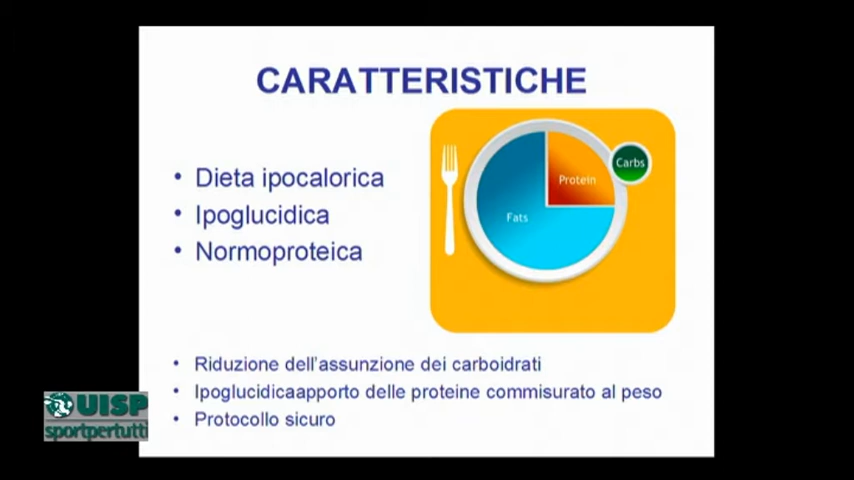 CARATTERISTICHE
• Dieta ipocalorica
• Ipoglucidica
• Normoproteica
Carbs
Protein
Fats
• Riduzione dell'assunzione dei carboidrati
• Ipoglucidicaapporto delle proteine commisurato al peso
• Protocollo sicuro
UISP
sportpertutti